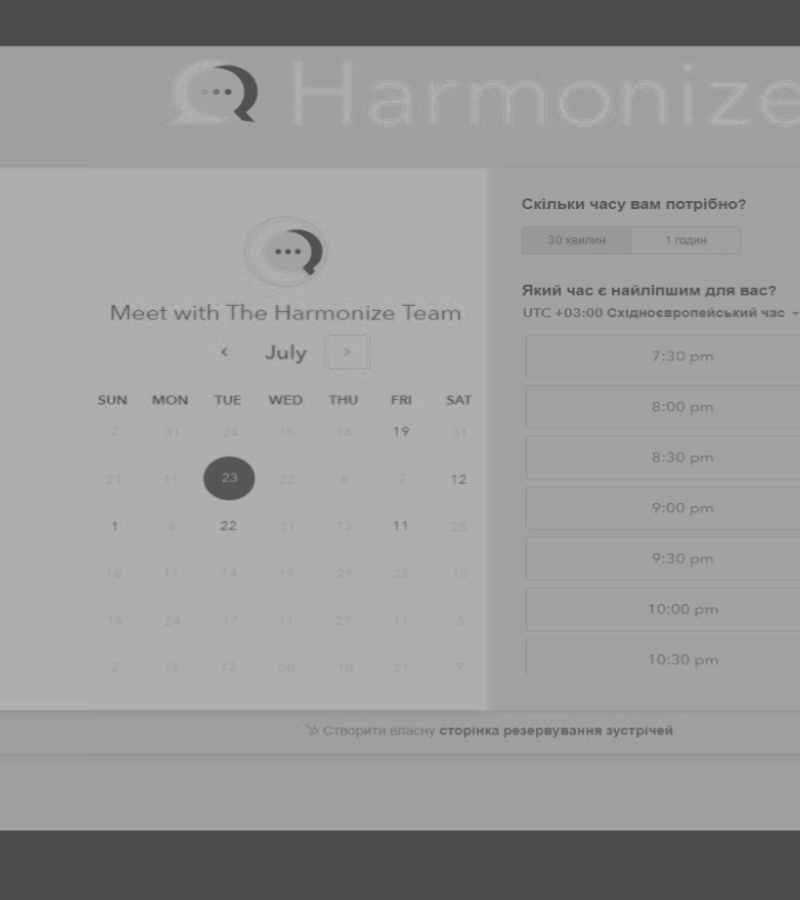 Harmonize
Meet with The Harmonize Team
July
SUN MON TUE WED THU FRI SAT
2 31 24 15 16 19 31
21 11 23 22 8 2 12
1 4 22 31 13 11 28
18 11 14 19 29 20 10
16 24 17 11 27 11 3
2 15 12 20 10 21 9
Скільки часу вам потрібно?
30 хвилин 1 годин
Який час є найліпшим для вас?
UTC +03:00 Східноєвропейський час
7:30 pm
8:00 pm
8:30 pm
9:00 pm
9:30 pm
10:00 pm
10:30 pm
Створити власну сторінка резервування зустрічей